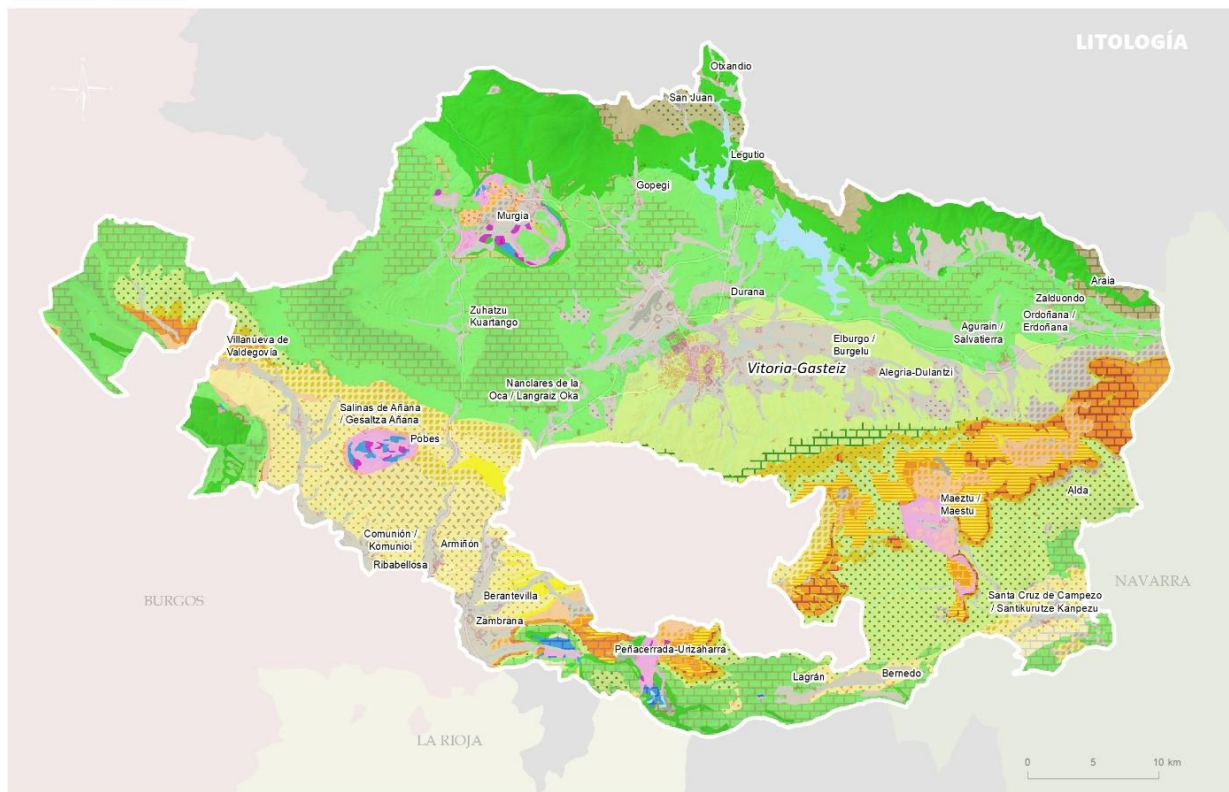 LITOLOGÍA
Otxandio
San Juan
Legutio
Gopegi
Murgia
Araia
Durana
Zalduondo
Zuhatzu
Kuartango
Ordoñana /
Erdoñana
Agurain /
Salvatierra
Elburgo /
Burgelu
Villanueva de
Valdegovía
Vitoria-Gasteiz
Alegria-Dulantzi
Nanclares de la
Oca / Langraiz Oka
Salinas de Añana
/ Gesaltza Añana
Pobes
Alda
Maeztu /
Maestu
Comunión /
Komunioi
Armiñón
Ribabellosa
NAVARRA
Berantevilla
Santa Cruz de Campezo
/ Santikurutze Kanpezu
BURGOS
Zambrana
Peñacerrada-Urizaharra
Lagrán
Bernedo
LA RIOJA
0 5 10 km